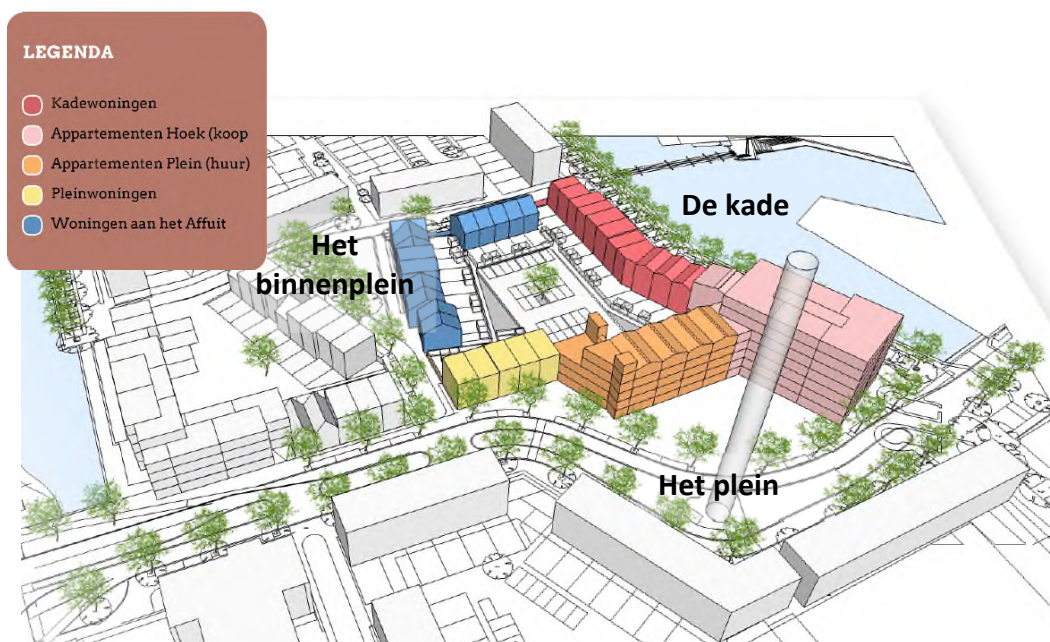 LEGENDA
Kadewoningen
Appartementen Hoek (koop
Appartementen Plein (huur)
Pleinwoningen
Woningen aan het Affuit
De kade
Het
binnenplein
Het plein